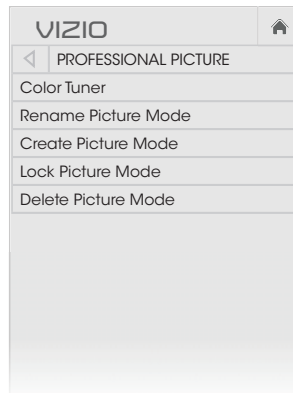 VIZIO
PROFESSIONAL PICTURE
Color Tuner
Rename Picture Mode
Create Picture Mode
Lock Picture Mode
Delete Picture Mode